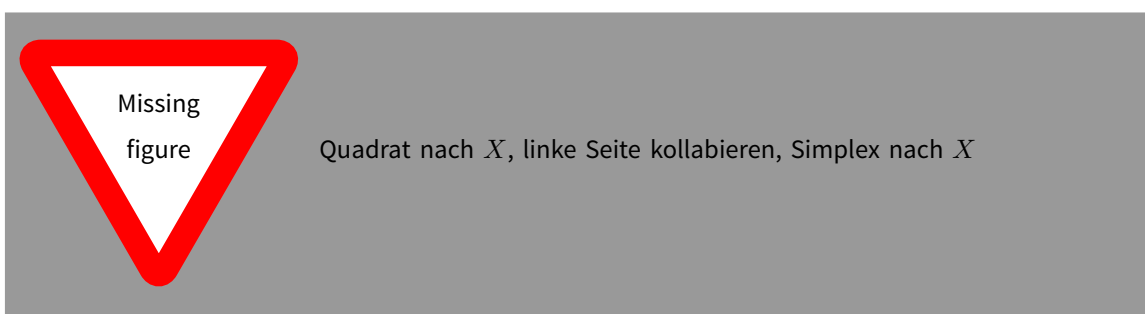 Missing
figure
Quadrat nach X, linke Seite kollabieren, Simplex nach X